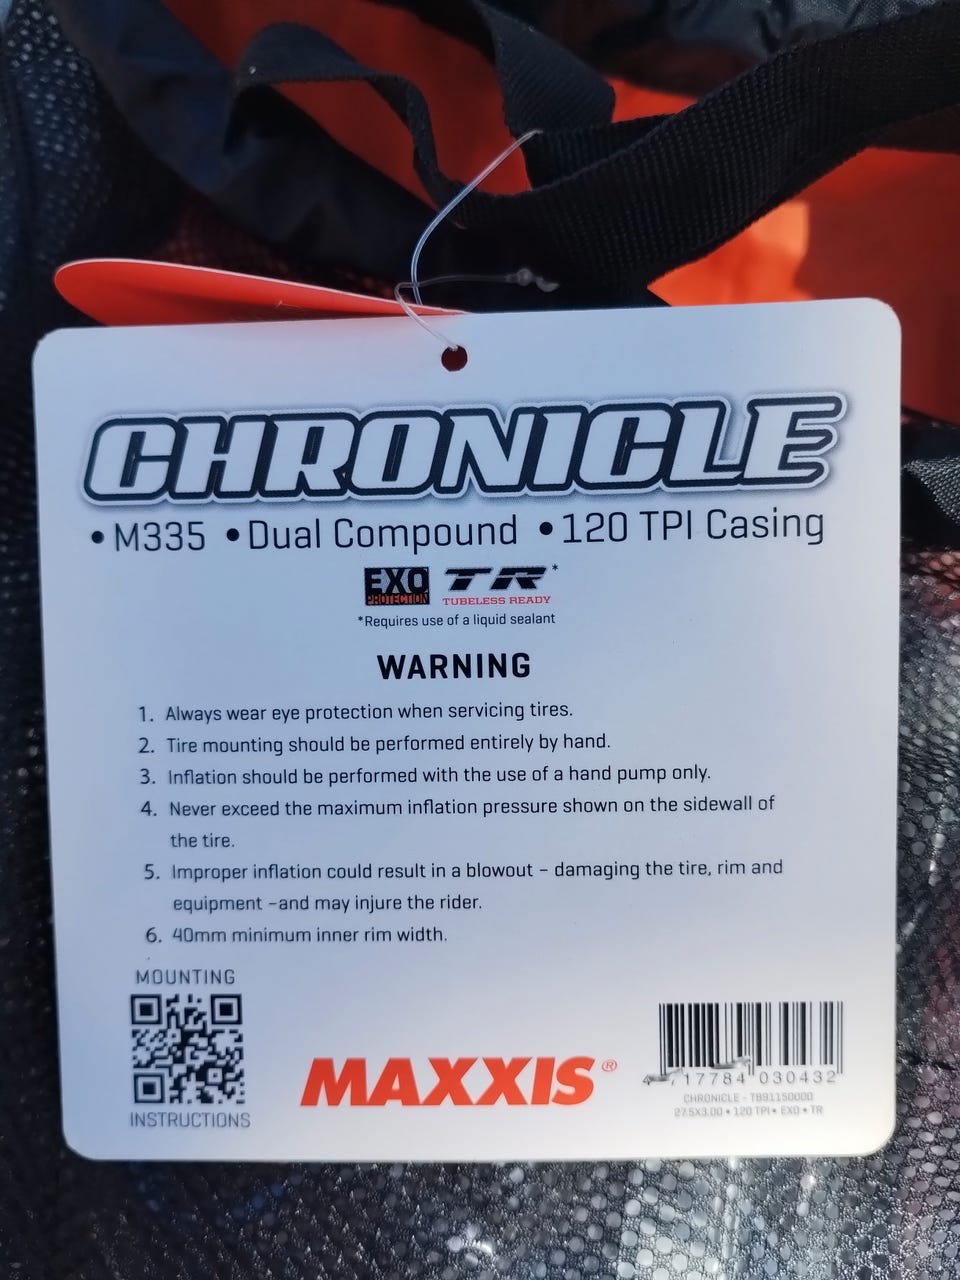 CHRONICLE
• M335 • Dual Compound • 120 TPI Casing
EXO PROTECTION TR* TUBELESS READY
*Requires use of a liquid sealant
WARNING
1. Always wear eye protection when servicing tires.
2. Tire mounting should be performed entirely by hand.
3. Inflation should be performed with the use of a hand pump only.
4. Never exceed the maximum inflation pressure shown on the sidewall of
the tire.
5. Improper inflation could result in a blowout – damaging the tire, rim and
equipment –and may injure the rider.
6. 40mm minimum inner rim width.
MOUNTING
INSTRUCTIONS
MAXXIS®
4 717784 030432
CHRONICLE - TB91150000
27.5X3.00 • 120 TPI • EXO • TR